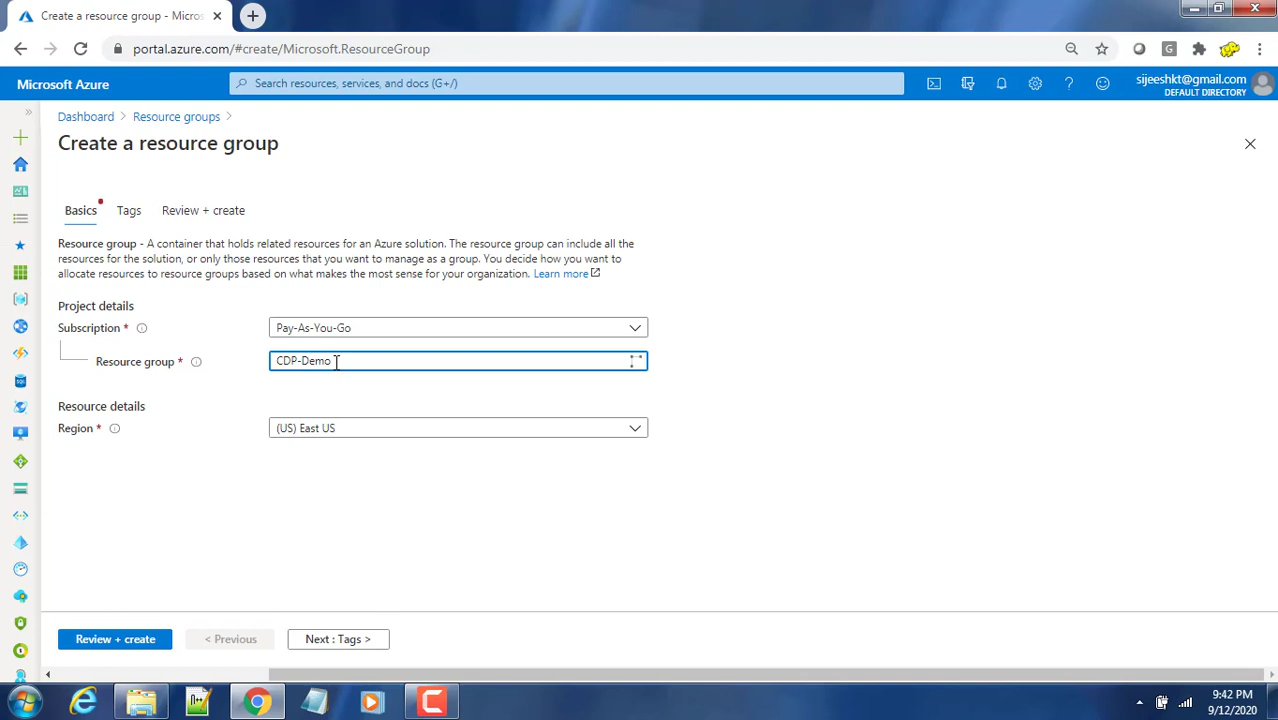 Create a resource group - Micros
portal.azure.com/#create/Microsoft.ResourceGroup
Microsoft Azure
Search resources, services, and docs (G+/)
sijeeshkt@gmail.com
DEFAULT DIRECTORY
Dashboard > Resource groups >
Create a resource group
Basics Tags Review + create
Resource group - A container that holds related resources for an Azure solution. The resource group can include all the
resources for the solution, or only those resources that you want to manage as a group. You decide how you want to
allocate resources to resource groups based on what makes the most sense for your organization. Learn more
Project details
Subscription * Pay-As-You-Go
Resource group * CDP-Demo
Resource details
Region * (US) East US
Review + create < Previous Next : Tags >
9:42 PM
9/12/2020